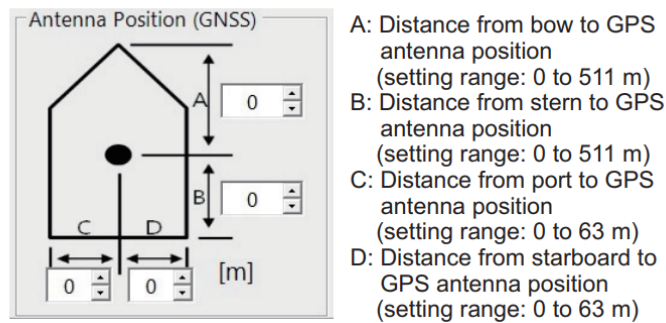 Antenna Position (GNSS)
A
0
B
0
C D
0 0 [m]
A: Distance from bow to GPS
antenna position
(setting range: 0 to 511 m)
B: Distance from stern to GPS
antenna position
(setting range: 0 to 511 m)
C: Distance from port to GPS
antenna position
(setting range: 0 to 63 m)
D: Distance from starboard to
GPS antenna position
(setting range: 0 to 63 m)